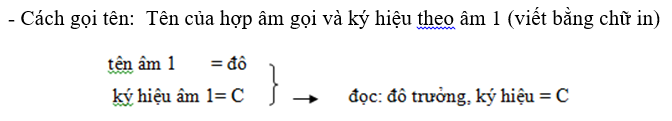 - Cách gọi tên: Tên của hợp âm gọi và ký hiệu theo âm 1 (viết bằng chữ in)
tên âm 1 = đô
ký hiệu âm 1= C
đọc: đô trưởng, ký hiệu = C